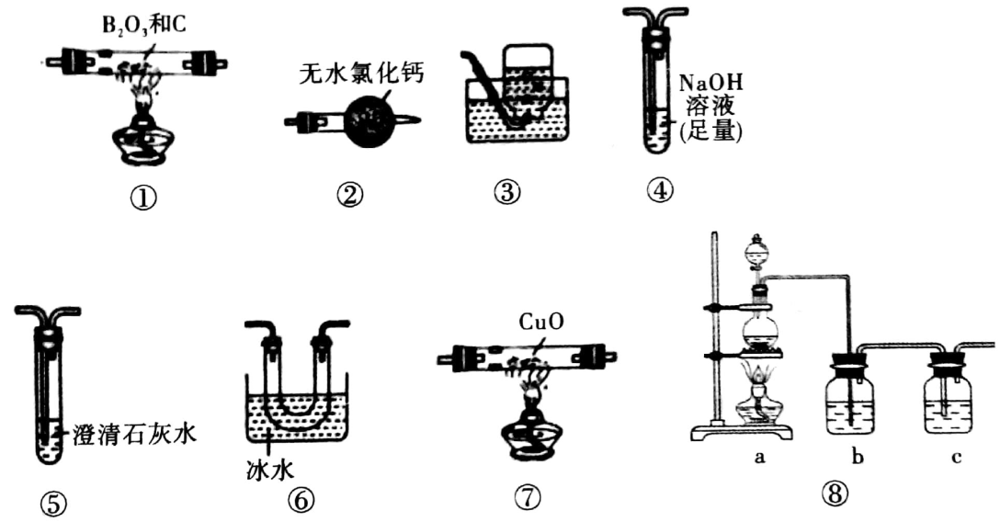 B₂O₃和C
无水氯化钙
NaOH
溶液
(足量)
①
②
③
④
澄清石灰水
冰水
CuO
a
b
c
⑤
⑥
⑦
⑧